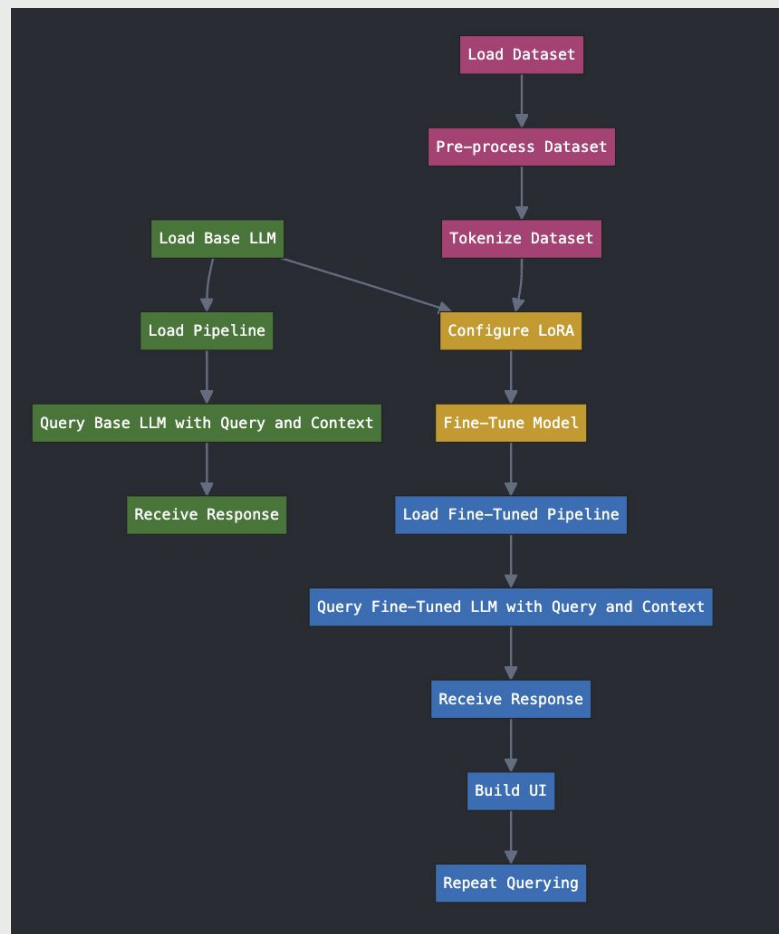 Load Dataset
Pre-process Dataset
Load Base LLM
Tokenize Dataset
Load Pipeline
Configure LoRA
Query Base LLM with Query and Context
Fine-Tune Model
Receive Response
Load Fine-Tuned Pipeline
Query Fine-Tuned LLM with Query and Context
Receive Response
Build UI
Repeat Querying